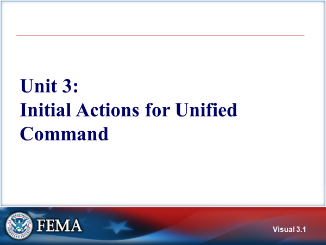 Unit 3:
Initial Actions for Unified
Command
FEMA
Visual 3.1